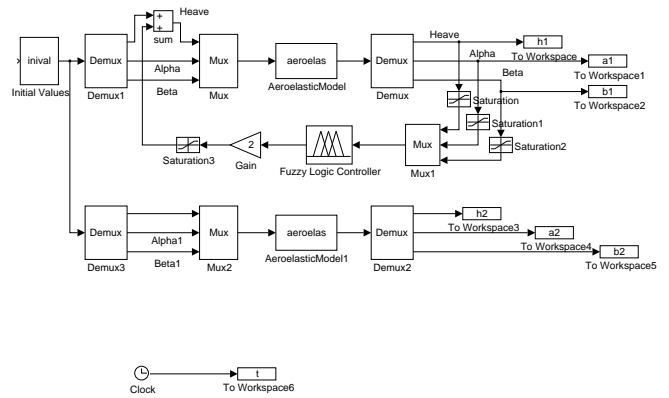 Heave
+
+
sum
inival
Initial Values
Demux
Demux1
Alpha
Beta
Mux
Mux
aeroelas
AeroelasticModel
Demux
Demux
Heave
h1
To Workspace
Alpha
a1
To Workspace1
Beta
b1
To Workspace2
Saturation
Saturation1
Saturation2
Saturation3
2
Gain
Fuzzy Logic Controller
Mux
Mux1
Demux
Demux3
Alpha1
Beta1
Mux
Mux2
aeroelas
AeroelasticModel1
Demux
Demux2
h2
To Workspace3
a2
To Workspace4
b2
To Workspace5
Clock
t
To Workspace6